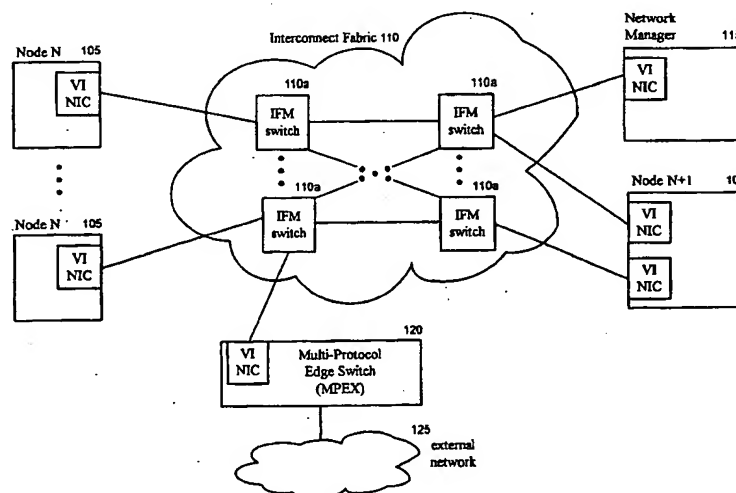 Node N 105
VI
NIC
Interconnect Fabric 110
110a
IFM
switch
110a
IFM
switch
Network
Manager
VI
NIC
Node N 105
VI
NIC
110a
IFM
switch
110a
IFM
switch
Node N+1
VI
NIC
VI
NIC
120
VI
NIC
Multi-Protocol
Edge Switch
(MPEX)
125
external
network